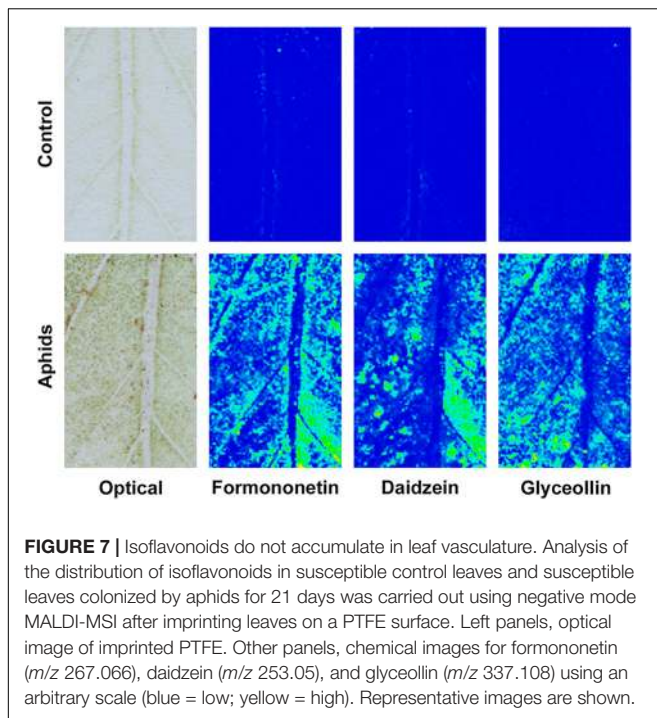 Control
Aphids
Optical Formononetin Daidzein Glyceollin
FIGURE 7 | Isoflavonoids do not accumulate in leaf vasculature. Analysis of
the distribution of isoflavonoids in susceptible control leaves and susceptible
leaves colonized by aphids for 21 days was carried out using negative mode
MALDI-MSI after imprinting leaves on a PTFE surface. Left panels, optical
image of imprinted PTFE. Other panels, chemical images for formononetin
(m/z 267.066), daidzein (m/z 253.05), and glyceollin (m/z 337.108) using an
arbitrary scale (blue = low; yellow = high). Representative images are shown.